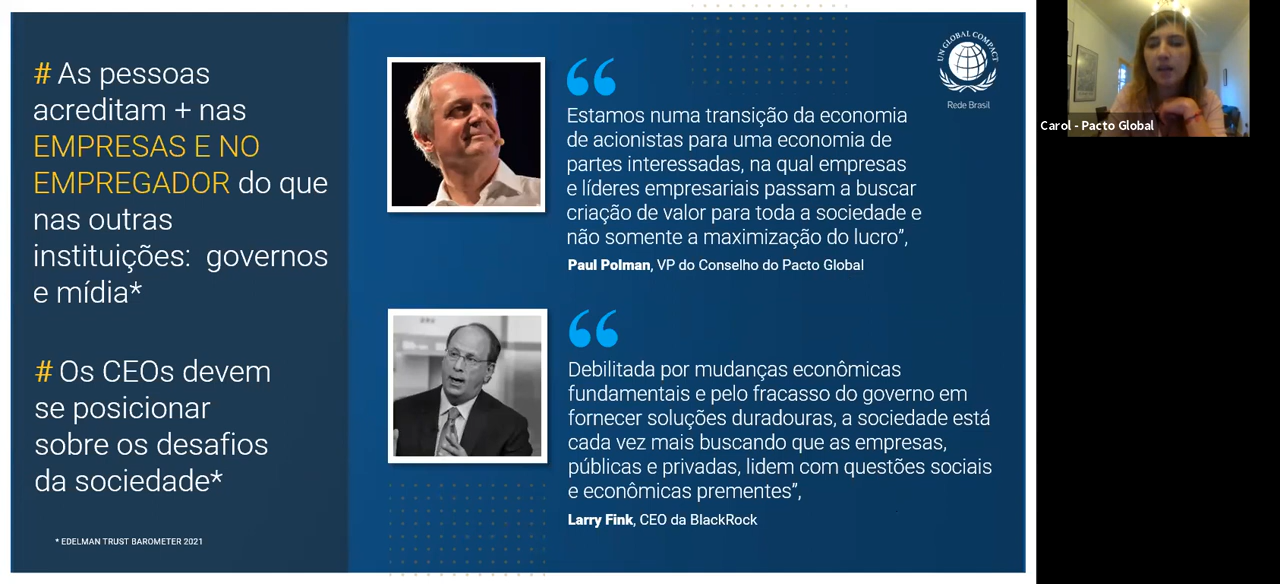 # As pessoas
acreditam + nas
EMPRESAS E NO
EMPREGADOR do que
nas outras
instituições: governos
e mídia*
# Os CEOs devem
se posicionar
sobre os desafios
da sociedade*
* EDELMAN TRUST BAROMETER 2021
“
Estamos numa transição da economia
de acionistas para uma economia de
partes interessadas, na qual empresas
e líderes empresariais passam a buscar
criação de valor para toda a sociedade e
não somente a maximização do lucro”,
Paul Polman, VP do Conselho do Pacto Global
“
Debilitada por mudanças econômicas
fundamentais e pelo fracasso do governo em
fornecer soluções duradouras, a sociedade está
cada vez mais buscando que as empresas,
públicas e privadas, lidem com questões sociais
e econômicas prementes”,
Larry Fink, CEO da BlackRock
UN GLOBAL COMPACT
Rede Brasil
Carol - Pacto Global